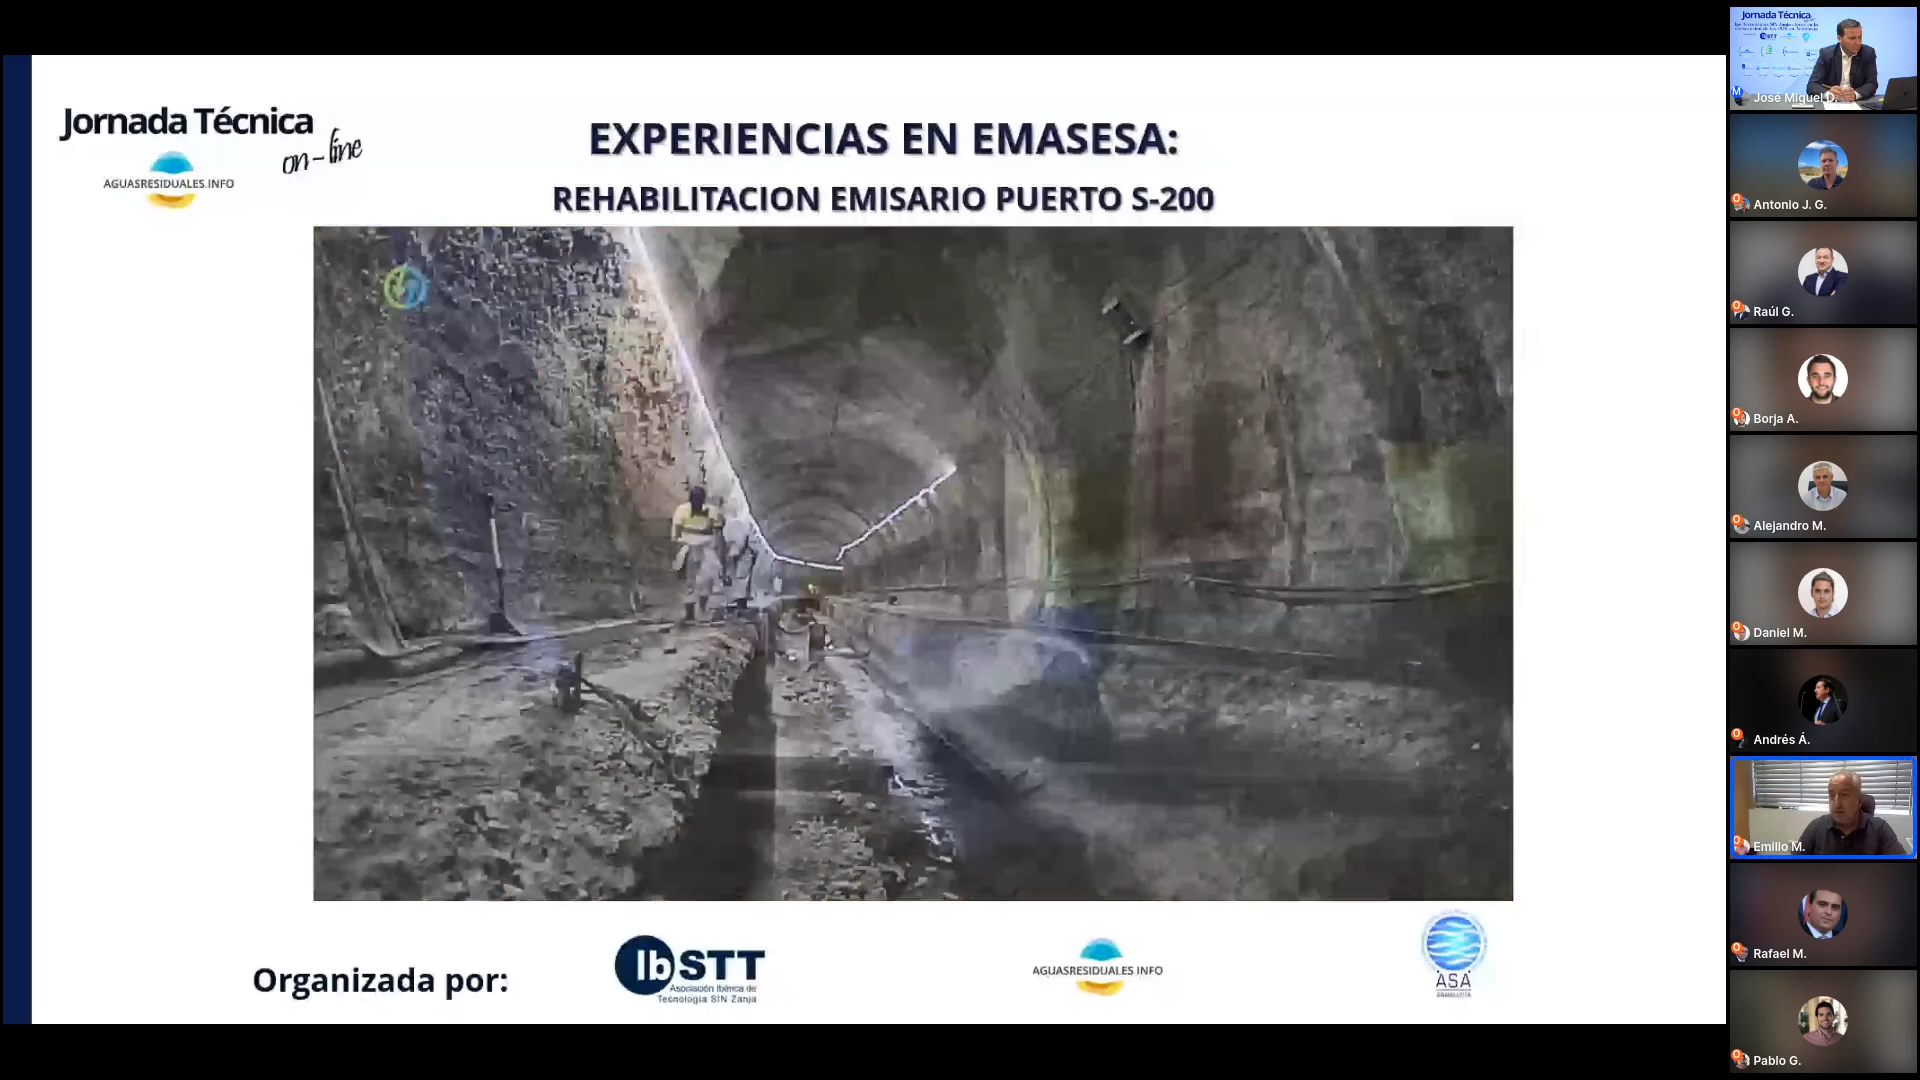 Jornada Técnica
on-line
AGUASRESIDUALES.INFO
EXPERIENCIAS EN EMASESA:
REHABILITACION EMISARIO PUERTO S-200
Organizada por:
IbSTT
Asociación Ibérica de
Tecnología SIN Zanja
AGUASRESIDUALES INFO
ASA
ANDALUCÍA
Jornada Técnica
IbSTT
M
José Miguel D.
O
Antonio J. G.
O
Raúl G.
O
Borja A.
O
Alejandro M.
O
Daniel M.
O
Andrés Á.
O
Emilio M.
O
Rafael M.
O
Pablo G.